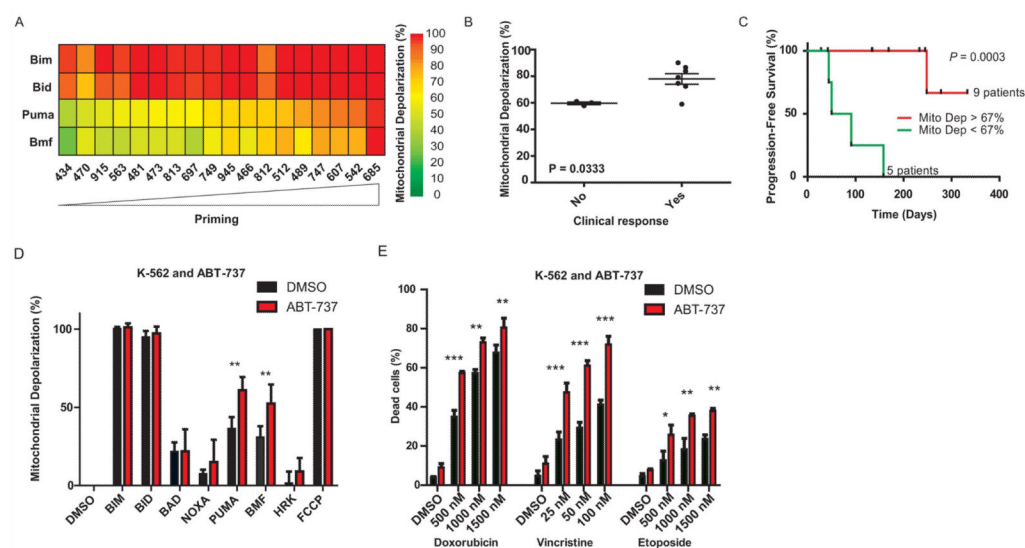 A
Bim
Bid
Puma
Bmf
434 470 915 563 481 473 813 697 749 945 466 812 512 489 747 607 542 685
Priming
100
90
80
70
60
50
40
30
20
10
0
Mitochondrial Depolarization (%)
B
Mitochondrial Depolarization (%)
100
80
60
40
20
0
P = 0.0333
No
Yes
Clinical response
C
Progression-Free Survival (%)
100
50
0
P = 0.0003
9 patients
Mito Dep > 67%
Mito Dep < 67%
5 patients
0 100 200 300 400
Time (Days)
D
K-562 and ABT-737
DMSO
ABT-737
Mitochondrial Depolarization (%)
100
50
0
** **
DMSO BIM BID BAD NOXA PUMA BMF HRK FCCP
E
K-562 and ABT-737
DMSO
ABT-737
Dead cells (%)
100
80
60
40
20
0
*** ** ** *** *** *** * ** **
DMSO 500 nM 1000 nM 1500 nM DMSO 25 nM 50 nM 100 nM DMSO 500 nM 1000 nM 1500 nM
Doxorubicin Vincristine Etoposide